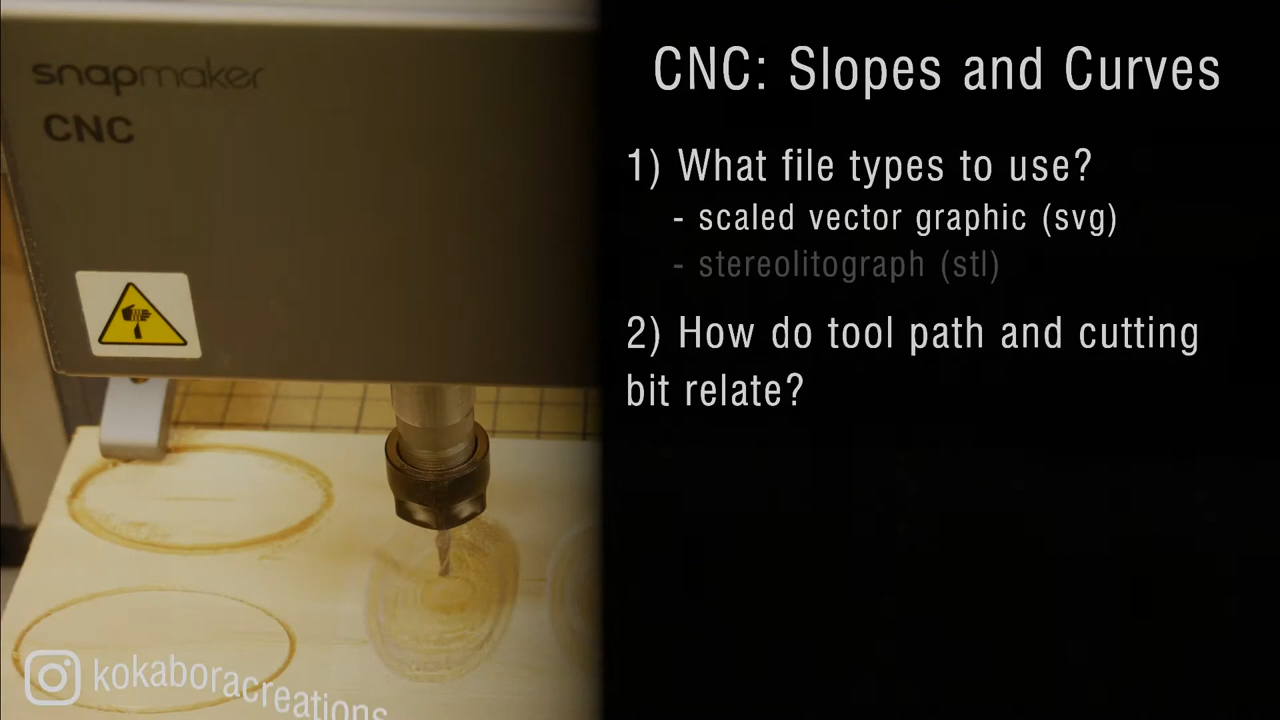 snapmaker
CNC
CNC: Slopes and Curves
1) What file types to use?
- scaled vector graphic (svg)
- stereolitograph (stl)
2) How do tool path and cutting
bit relate?
kokaboracreations